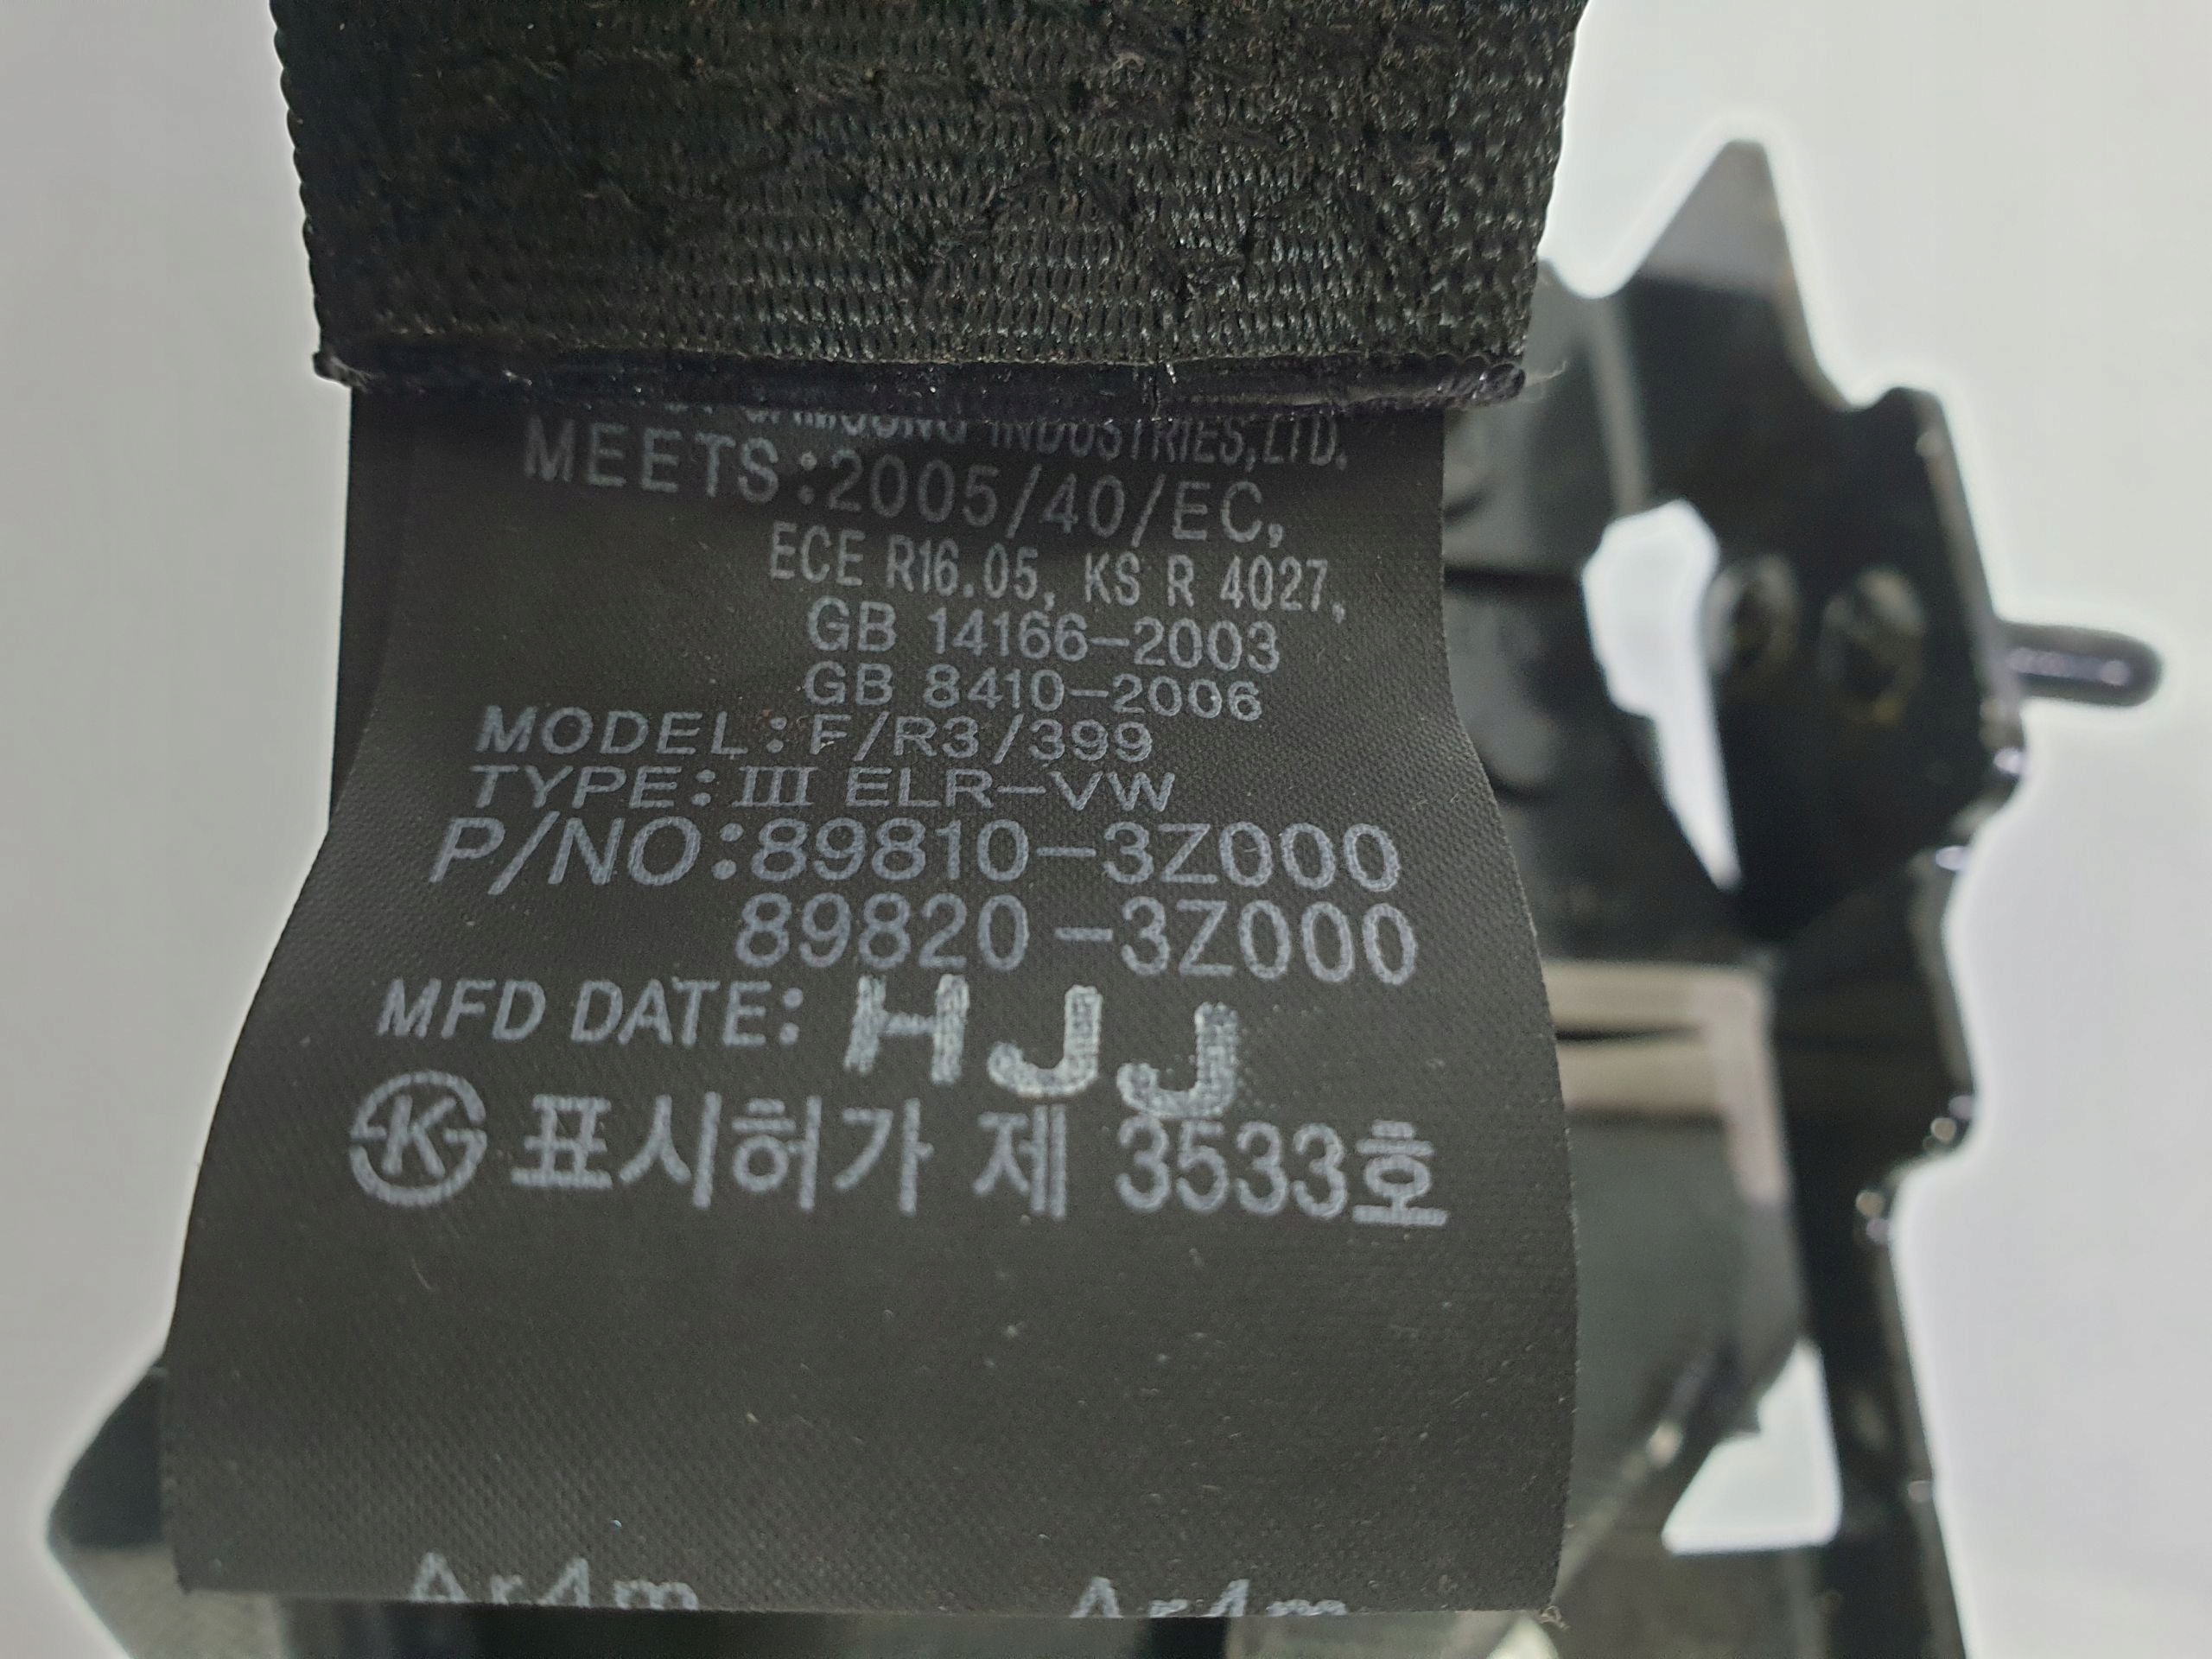 INDUSTRIES,LTD.
MEETS:2005/40/EC,
ECE R16.05, KS R 4027,
GB 14166-2003
GB 8410-2006
MODEL: F/R3/399
TYPE: III ELR-VW
P/NO:89810-3Z000
89820-3Z000
MFD DATE: HJJ
K 표시허가 제 3533호